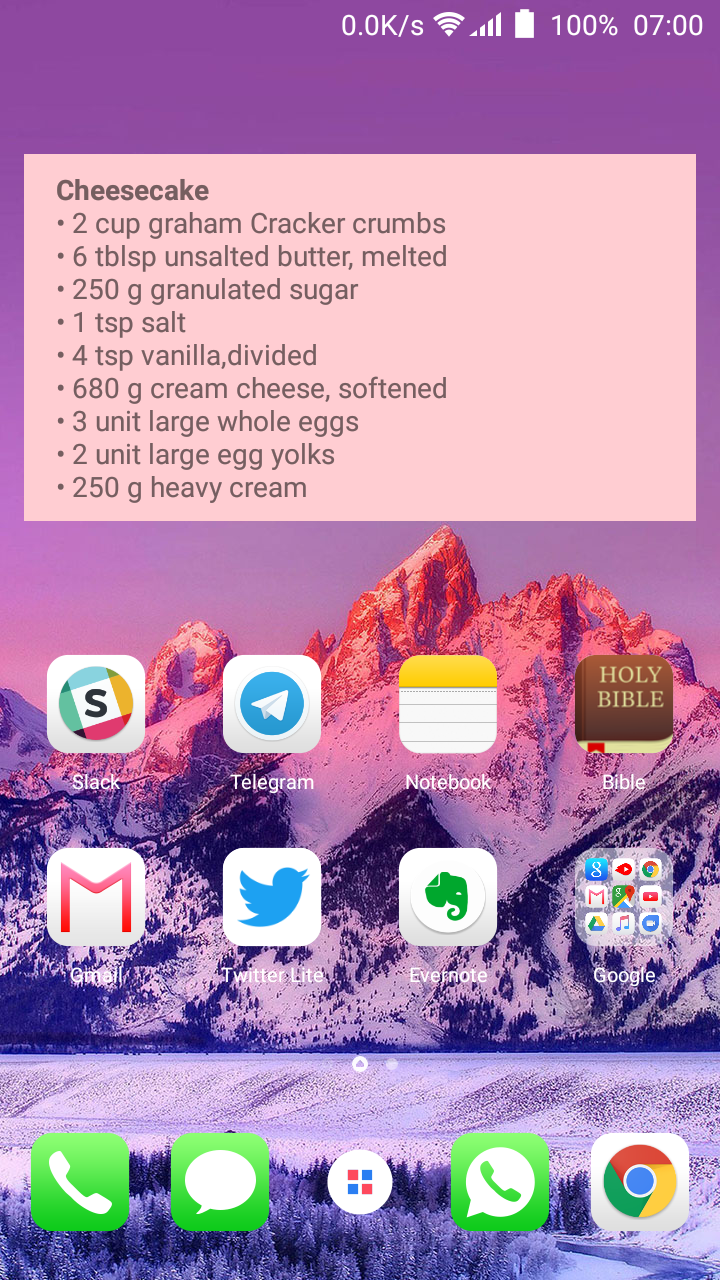 0.0K/s 100% 07:00
Cheesecake
• 2 cup graham Cracker crumbs
• 6 tblsp unsalted butter, melted
• 250 g granulated sugar
• 1 tsp salt
• 4 tsp vanilla,divided
• 680 g cream cheese, softened
• 3 unit large whole eggs
• 2 unit large egg yolks
• 250 g heavy cream
S
HOLY
BIBLE
Slack Telegram Notebook Bible
Gmail Twitter Lite Evernote Google